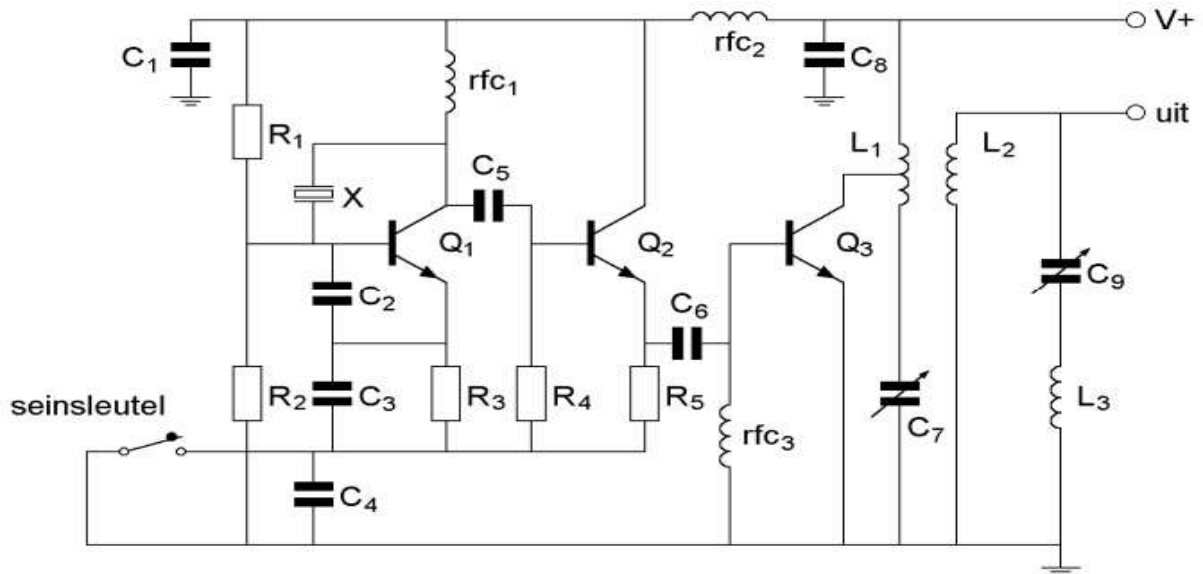 V+
C1
rfc2
C8
rfc1
uit
R1
L1
L2
C5
X
Q1
Q2
Q3
C9
C2
C6
seinsleutel
R2
C3
R3
R4
R5
L3
C7
rfc3
C4